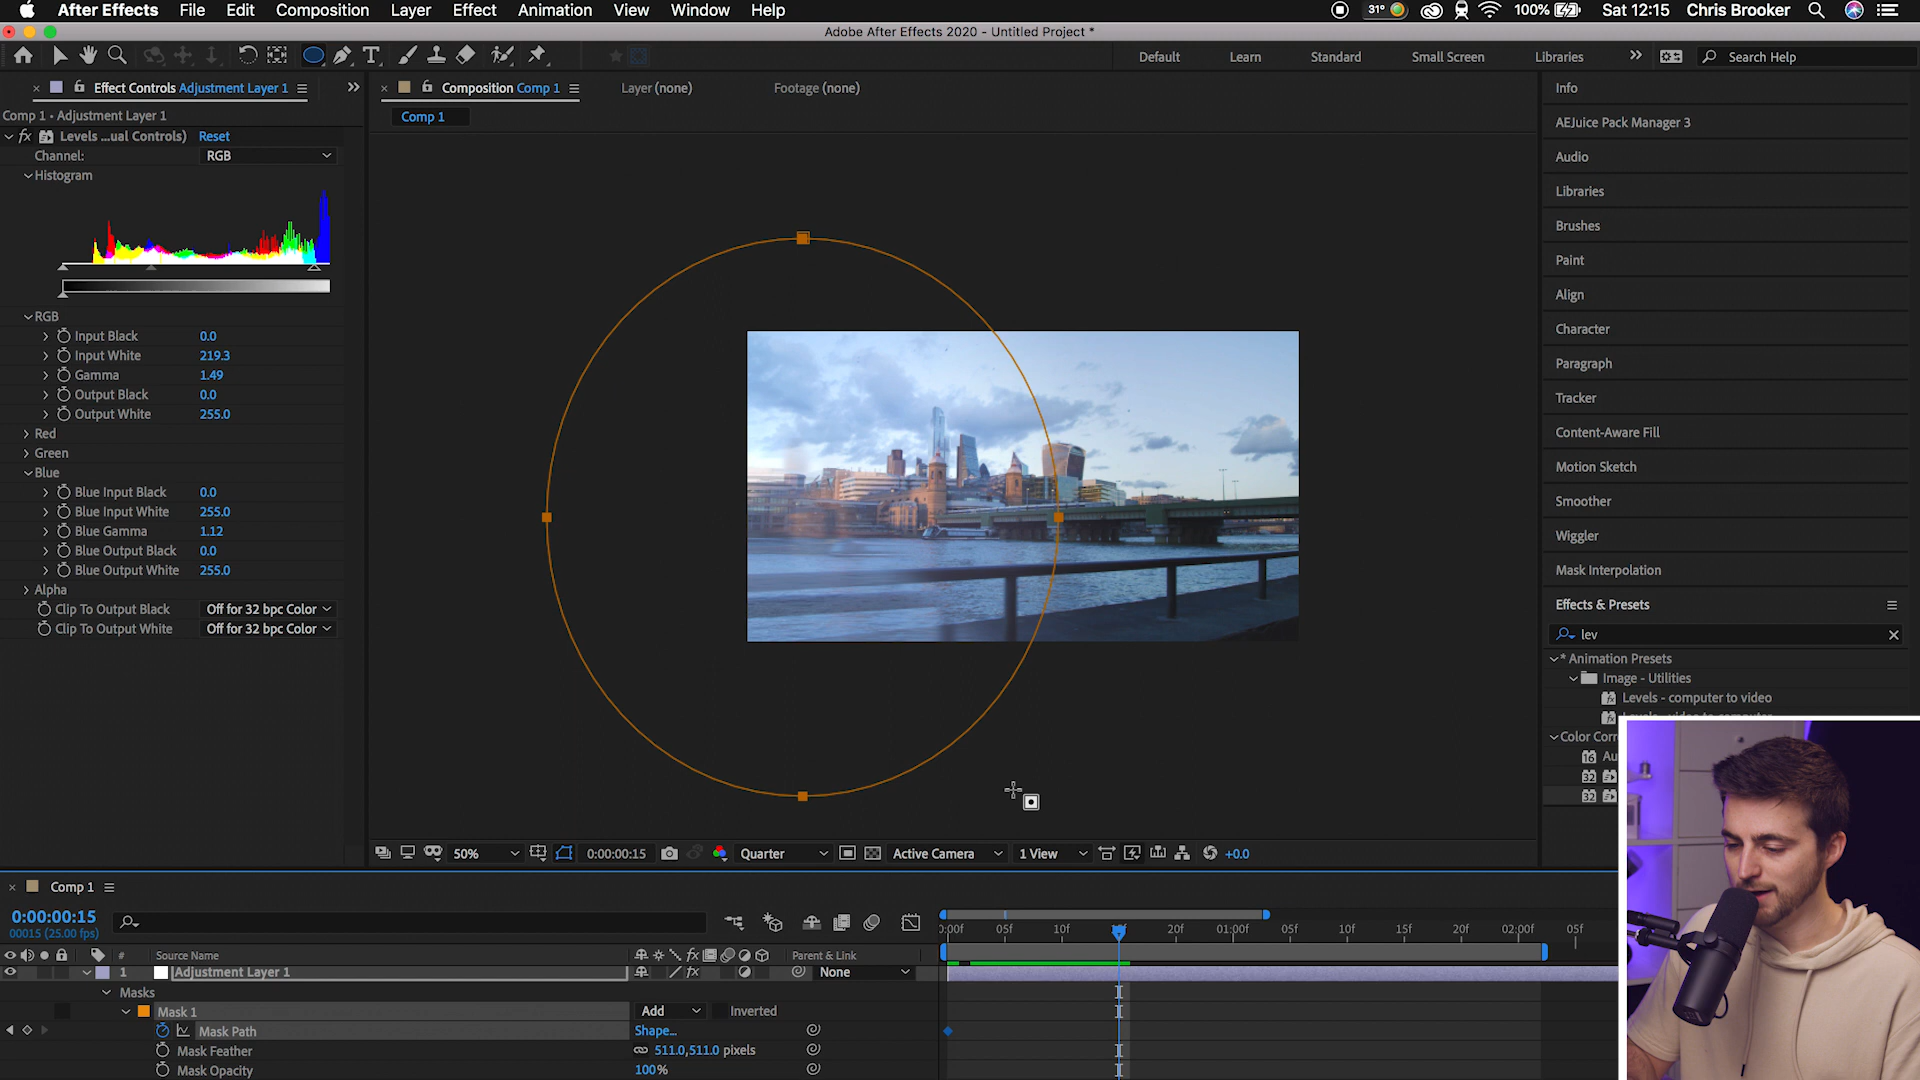 After Effects File Edit Composition Layer Effect Animation View Window Help 31° 100% Sat 12:15 Chris Brooker
Adobe After Effects 2020 - Untitled Project *
Default Learn Standard Small Screen Libraries Search Help
Effect Controls Adjustment Layer 1
Composition Comp 1
Layer (none)
Footage (none)
Comp 1 • Adjustment Layer 1
Comp 1
fx Levels ...ual Controls) Reset
Channel: RGB
Histogram
RGB
Input Black 0.0
Input White 219.3
Gamma 1.49
Output Black 0.0
Output White 255.0
Red
Green
Blue
Blue Input Black 0.0
Blue Input White 255.0
Blue Gamma 1.12
Blue Output Black 0.0
Blue Output White 255.0
Alpha
Clip To Output Black Off for 32 bpc Color
Clip To Output White Off for 32 bpc Color
Info
AEJuice Pack Manager 3
Audio
Libraries
Brushes
Paint
Align
Character
Paragraph
Tracker
Content-Aware Fill
Motion Sketch
Smoother
Wiggler
Mask Interpolation
Effects & Presets
lev
* Animation Presets
Image - Utilities
Levels - computer to video
Color Corr
16 Au
32
32
50% 0:00:00:15 Quarter Active Camera 1 View +0.0
Comp 1
0:00:00:15
00015 (25.00 fps)
0:00f 05f 10f 20f 01:00f 05f 10f 15f 20f 02:00f 05f
# Source Name fx Parent & Link
1 Adjustment Layer 1 fx None
Masks
Mask 1 Add Inverted
Mask Path Shape...
Mask Feather 511.0,511.0 pixels
Mask Opacity 100%